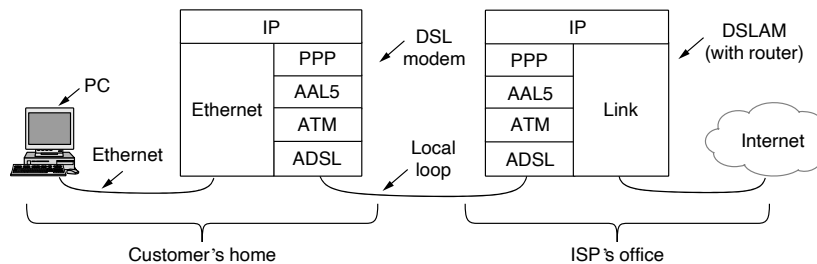 IP
IP
DSL
modem
DSLAM
(with router)
PC
Ethernet
PPP
AAL5
ATM
ADSL
PPP
AAL5
ATM
ADSL
Link
Internet
Ethernet
Local
loop
Customer's home
ISP's office